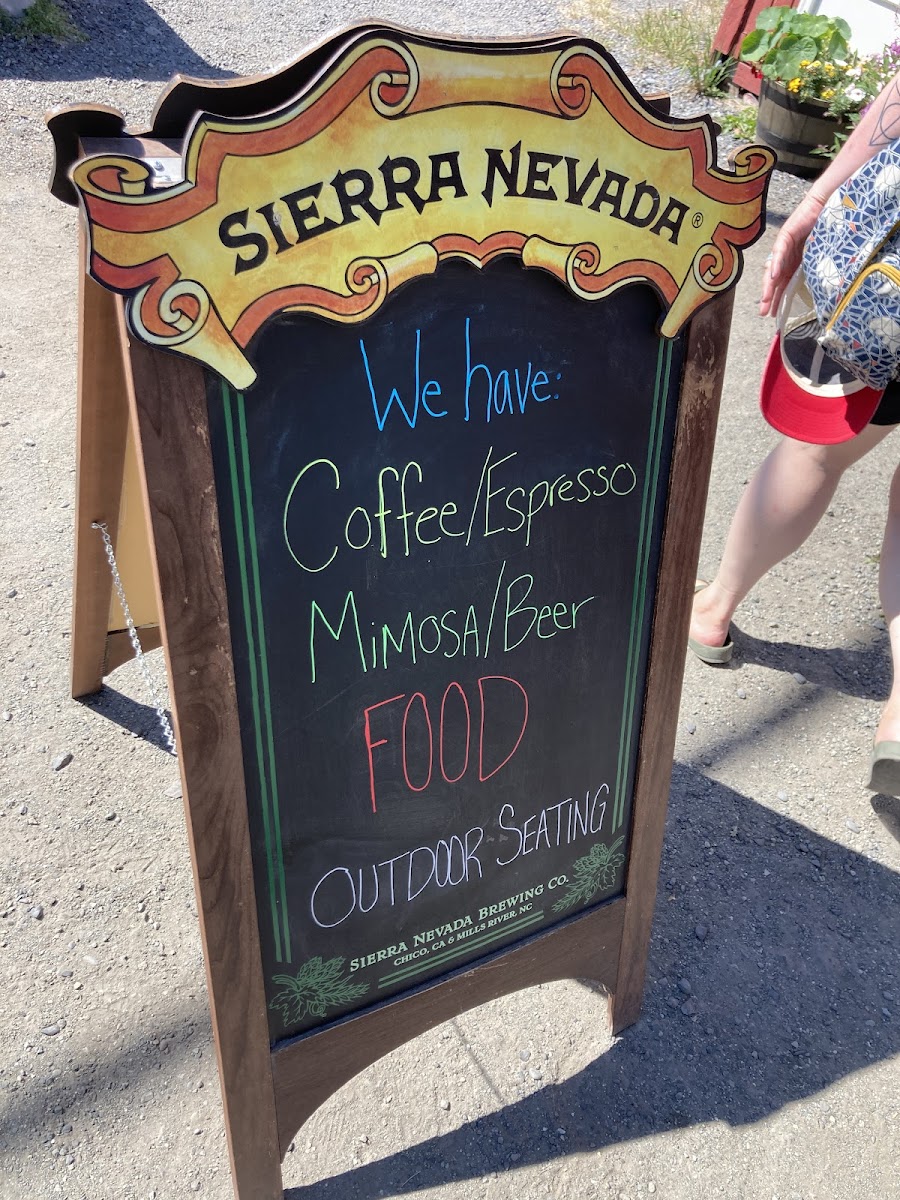 SIERRA NEVADA®
We have:
Coffee/Espresso
MiMOSA/Beer
FOOD
OUTDOOR SEATING
SIERRA NEVADA BREWING CO.
CHICO, CA & MILLS RIVER, NC